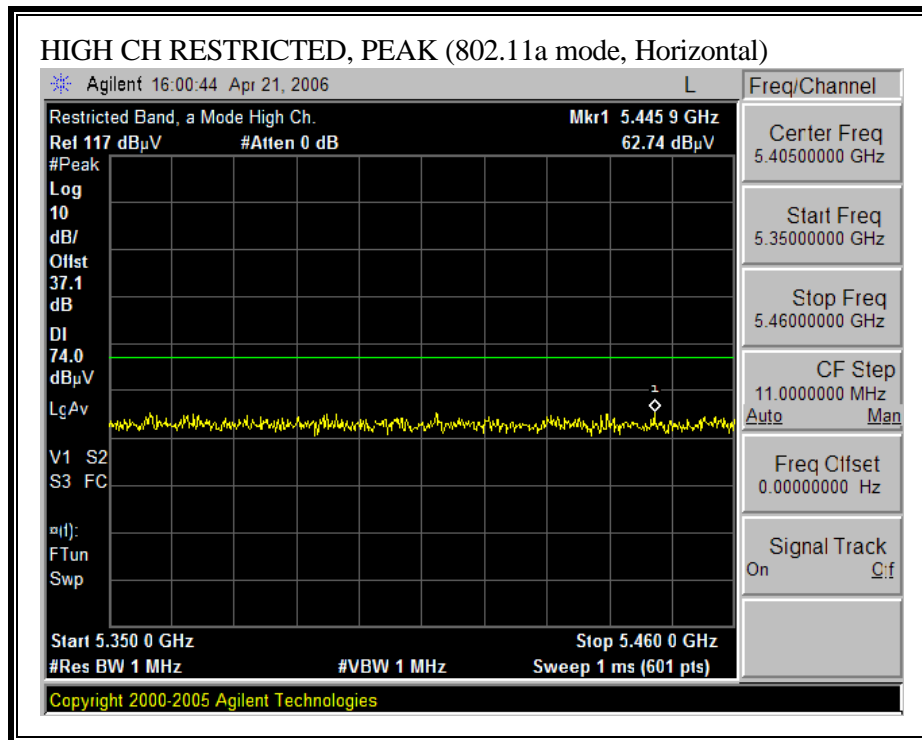 HIGH CH RESTRICTED, PEAK (802.11a mode, Horizontal)
Agilent 16:00:44 Apr 21, 2006 L
Freq/Channel
Restricted Band, a Mode High Ch. Mkr1 5.445 9 GHz
Ref 117 dBµV #Atten 0 dB 62.74 dBµV
#Peak
Log
10
dB/
Offst
37.1
dB
DI
74.0
dBµV
LgAv
V1 S2
S3 FC
¤(f):
FTun
Swp
1
Start 5.350 0 GHz Stop 5.460 0 GHz
#Res BW 1 MHz #VBW 1 MHz Sweep 1 ms (601 pts)
Copyright 2000-2005 Agilent Technologies
Center Freq
5.40500000 GHz
Start Freq
5.35000000 GHz
Stop Freq
5.46000000 GHz
CF Step
11.0000000 MHz
Auto Man
Freq Offset
0.00000000 Hz
Signal Track
On Off